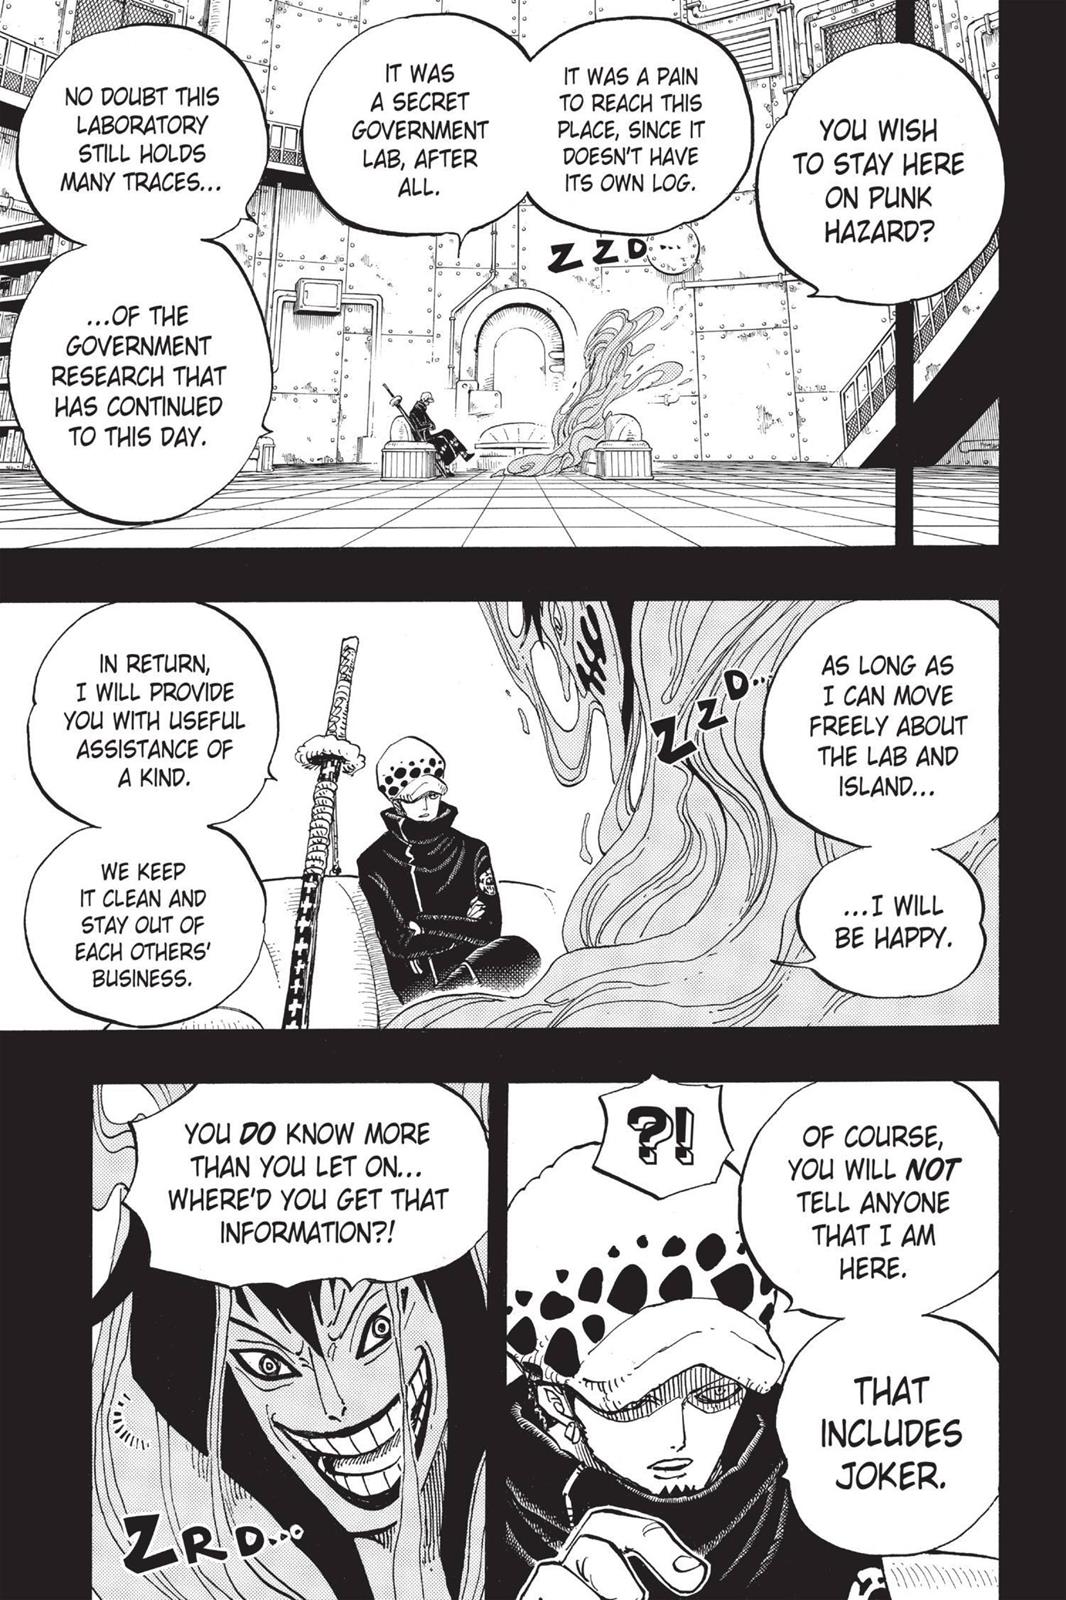 YOU WISH
TO STAY HERE
ON PUNK
HAZARD?
IT WAS A PAIN
TO REACH THIS
PLACE, SINCE IT
DOESN'T HAVE
ITS OWN LOG.
IT WAS
A SECRET
GOVERNMENT
LAB, AFTER
ALL.
NO DOUBT THIS
LABORATORY
STILL HOLDS
MANY TRACES...
...OF THE
GOVERNMENT
RESEARCH THAT
HAS CONTINUED
TO THIS DAY.
ZZD...
AS LONG AS
I CAN MOVE
FREELY ABOUT
THE LAB AND
ISLAND...
...I WILL
BE HAPPY.
ZZD...
IN RETURN,
I WILL PROVIDE
YOU WITH USEFUL
ASSISTANCE OF
A KIND.
WE KEEP
IT CLEAN AND
STAY OUT OF
EACH OTHERS'
BUSINESS.
OF COURSE,
YOU WILL NOT
TELL ANYONE
THAT I AM
HERE.
THAT
INCLUDES
JOKER.
?!
YOU DO KNOW MORE
THAN YOU LET ON...
WHERE'D YOU GET THAT
INFORMATION?!
ZRD...